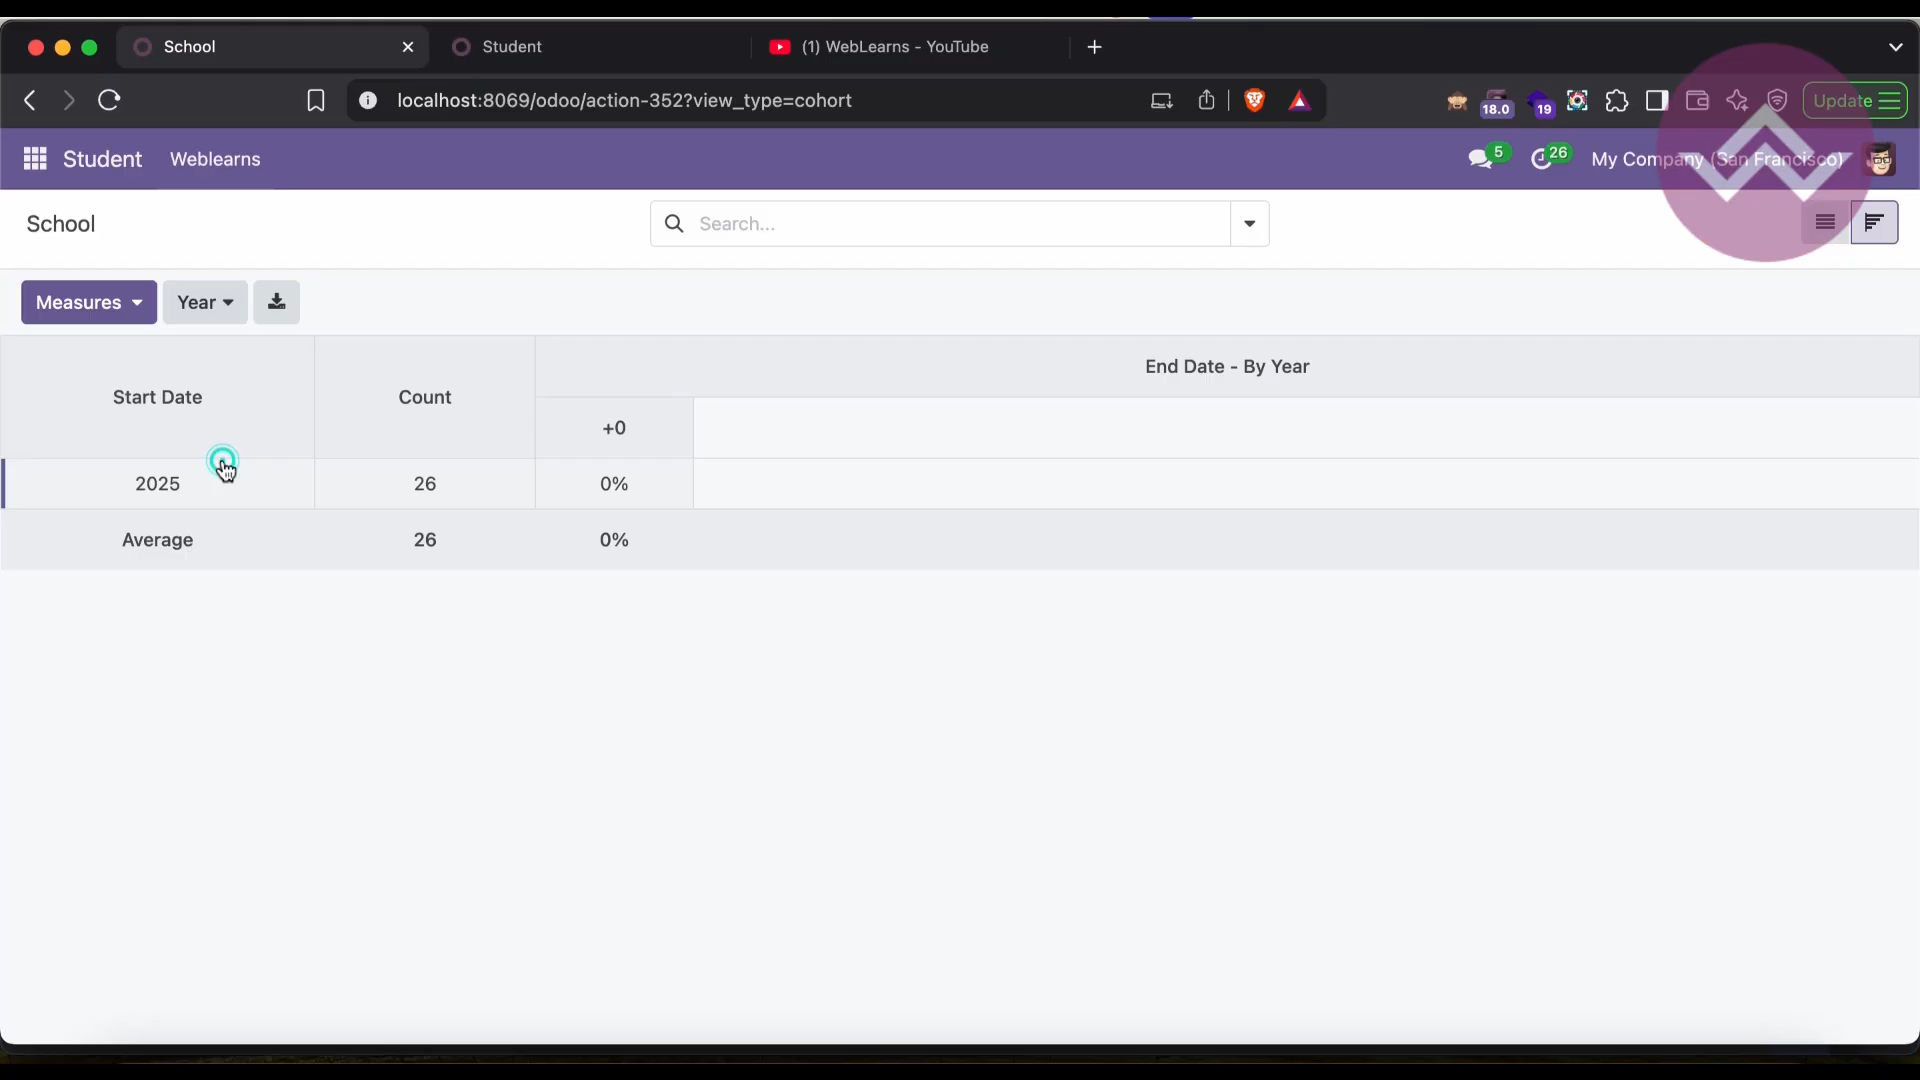 School
Student
(1) WebLearns - YouTube
localhost:8069/odoo/action-352?view_type=cohort
18.0
19
Update
Student
Weblearns
5
26
My Company (San Francisco)
School
Search...
Measures
Year
Start Date
Count
End Date - By Year
+0
2025
26
0%
Average
26
0%